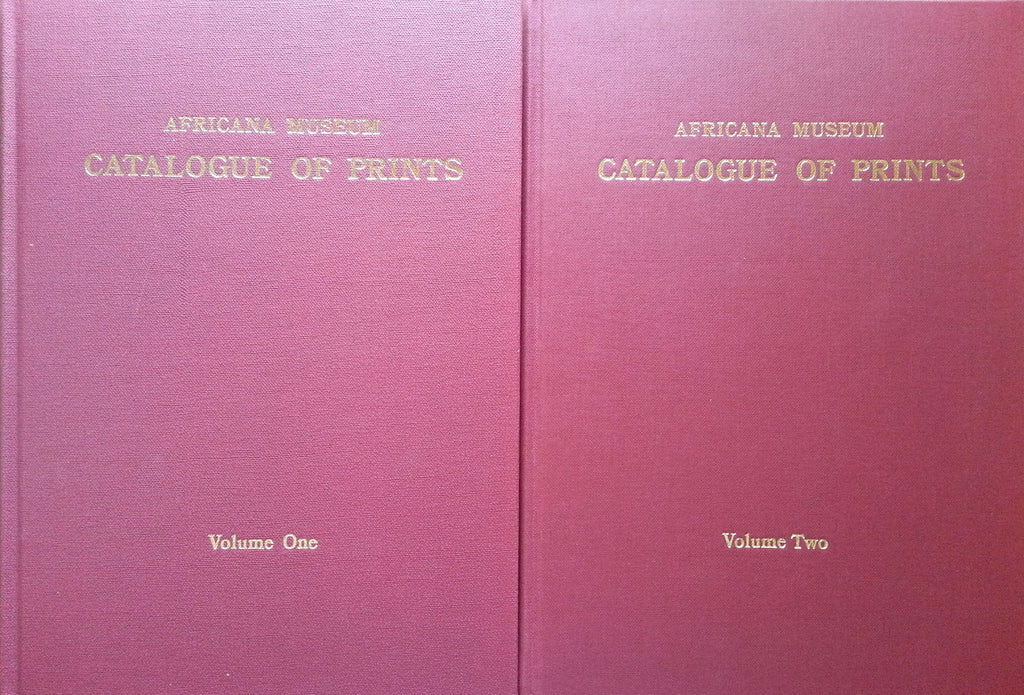 AFRICANA MUSEUM
CATALOGUE OF PRINTS
Volume One
AFRICANA MUSEUM
CATALOGUE OF PRINTS
Volume Two